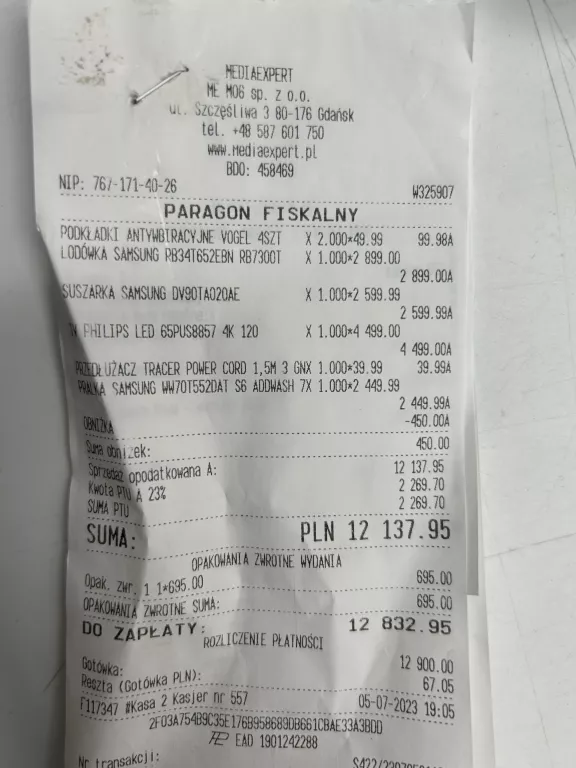 MEDIAEXPERT
ME M06 sp. z o.o.
ul. Szczęśliwa 3 80-176 Gdańsk
tel. +48 587 601 750
www.mediaexpert.pl
BDO: 458469
NIP: 767-171-40-26 W325907
PARAGON FISKALNY
PODKŁADKI ANTYWBTRACYJNE VOGEL 4SZT X 2.000*49.99 99.98A
LODÓWKA SAMSUNG RB34T652EBN RB7300T X 1.000*2 899.00
2 899.00A
SUSZARKA SAMSUNG DV90TA020AE X 1.000*2 599.99
2 599.99A
TV PHILIPS LED 65PUS8857 4K 120 X 1.000*4 499.00
4 499.00A
PRZEDŁUŻACZ TRACER POWER CORD 1,5M 3 GNX 1.000*39.99 39.99A
PRALKA SAMSUNG WW70T552DAT S6 ADDWASH 7X 1.000*2 449.99
2 449.99A
OBNIŻKA -450.00A
Suma obniżek: 450.00
Sprzedaż opodatkowana A: 12 137.95
Kwota PTU A 23% 2 269.70
SUMA PTU 2 269.70
SUMA: PLN 12 137.95
OPAKOWANIA ZWROTNE WYDANIA
Opak. zwr. 1 1*695.00 695.00
OPAKOWANIA ZWROTNE SUMA: 695.00
DO ZAPŁATY: 12 832.95
ROZLICZENIE PŁATNOŚCI
Gotówka: 12 900.00
Reszta (Gotówka PLN): 67.05
F117347 #Kasa 2 Kasjer nr 557 05-07-2023 19:05
2F03A754B9C35E176B958689DB661CBAE33A3BDD
EAD 1901242288
Nr transakcji: